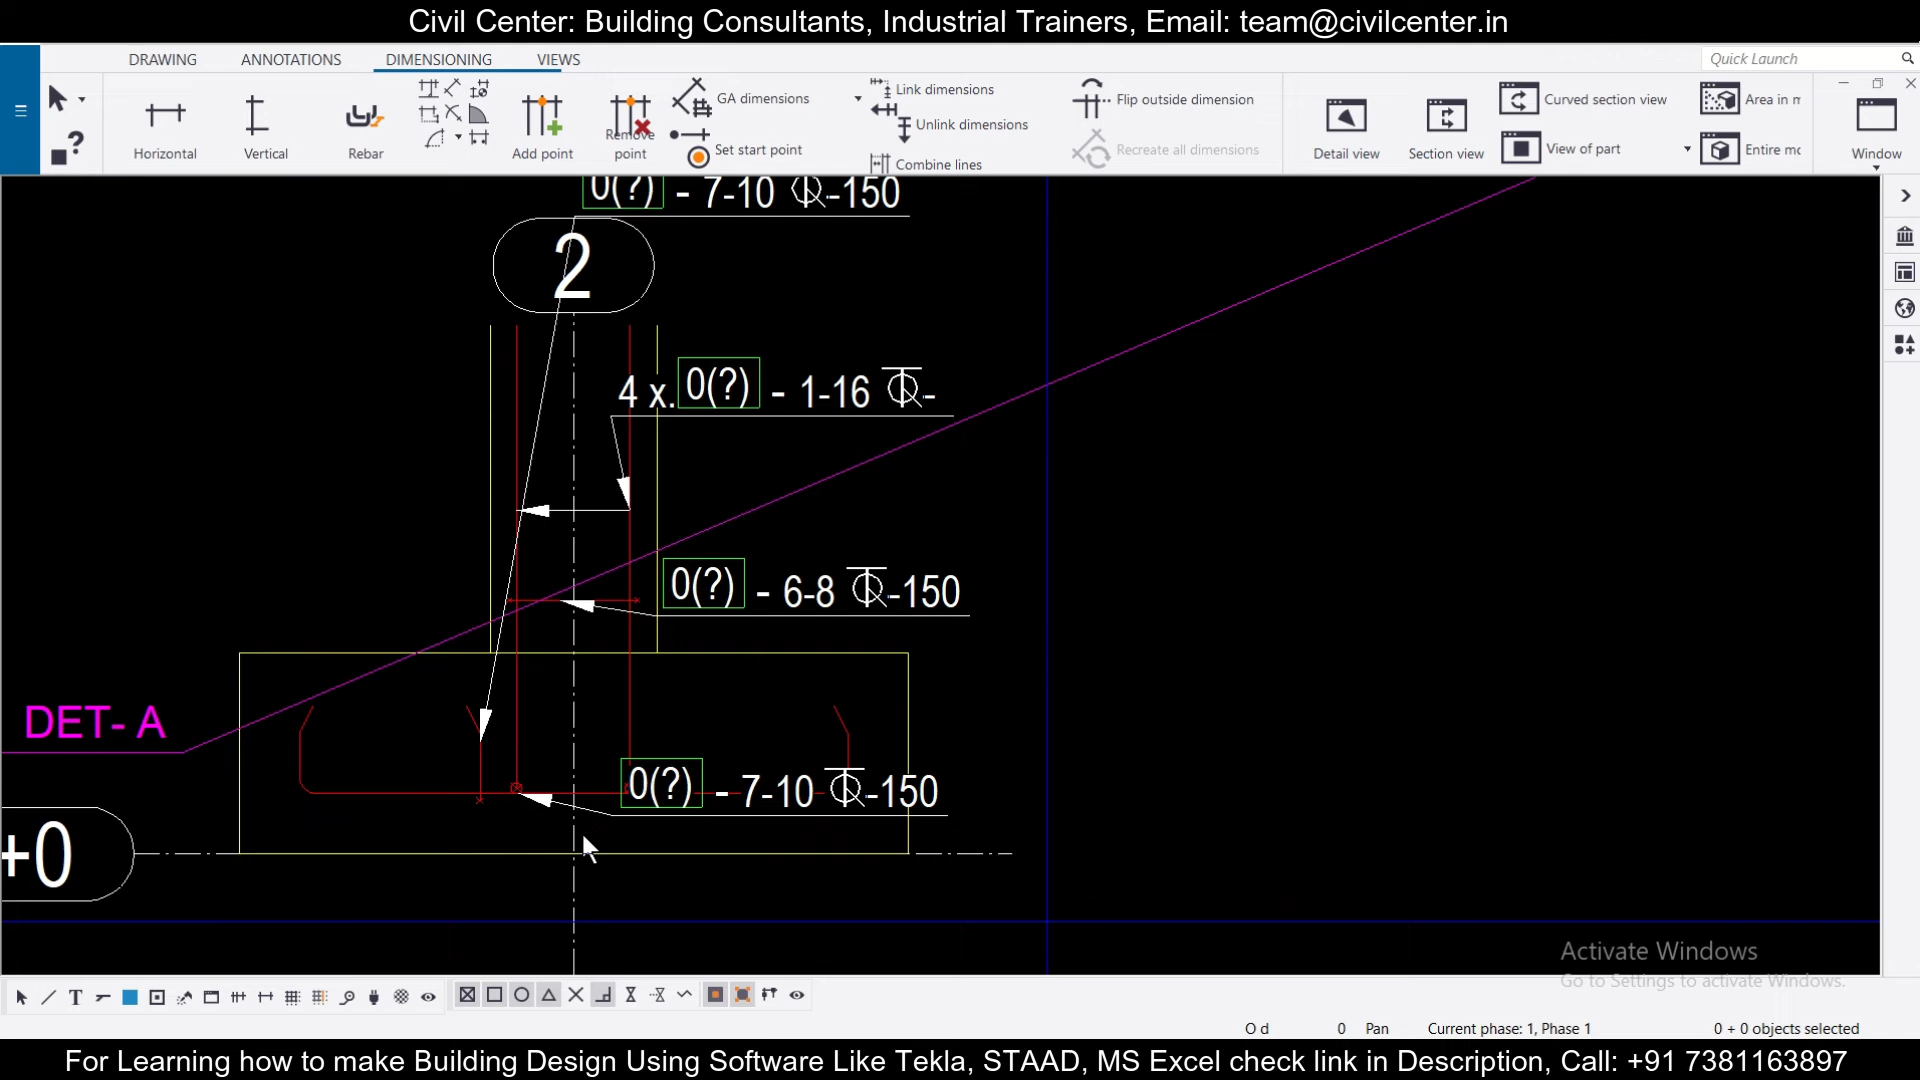 Civil Center: Building Consultants, Industrial Trainers, Email: team@civilcenter.in
DRAWING ANNOTATIONS DIMENSIONING VIEWS
Quick Launch
Horizontal
Vertical
Rebar
Add point
Remove point
GA dimensions
Set start point
Link dimensions
Unlink dimensions
Combine lines
Flip outside dimension
Recreate all dimensions
Detail view
Section view
Curved section view
View of part
Area in m
Entire mo
Window
0(?) - 7-10 -150
2
4 x. 0(?) - 1-16 -
0(?) - 6-8 -150
DET- A
0(?) - 7-10 -150
+0
Activate Windows
Go to Settings to activate Windows.
O d 0 Pan Current phase: 1, Phase 1 0 + 0 objects selected
For Learning how to make Building Design Using Software Like Tekla, STAAD, MS Excel check link in Description, Call: +91 7381163897